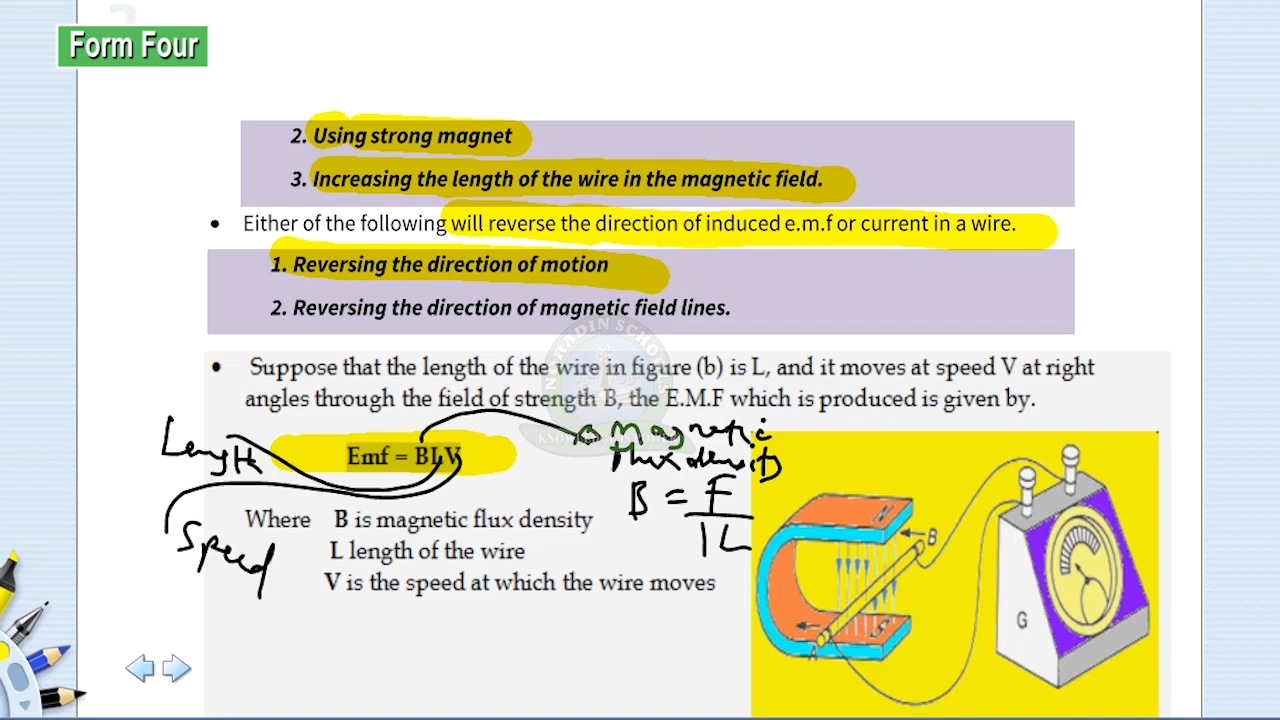 Form Four
2. Using strong magnet
3. Increasing the length of the wire in the magnetic field.
• Either of the following will reverse the direction of induced e.m.f or current in a wire.
1. Reversing the direction of motion
2. Reversing the direction of magnetic field lines.
• Suppose that the length of the wire in figure (b) is L, and it moves at speed V at right
angles through the field of strength B, the E.M.F which is produced is given by.
Length
Emf = BLV
magnetic
flux density
B = F
IL
Speed
Where B is magnetic flux density
L length of the wire
V is the speed at which the wire moves
N
B
S
A
G